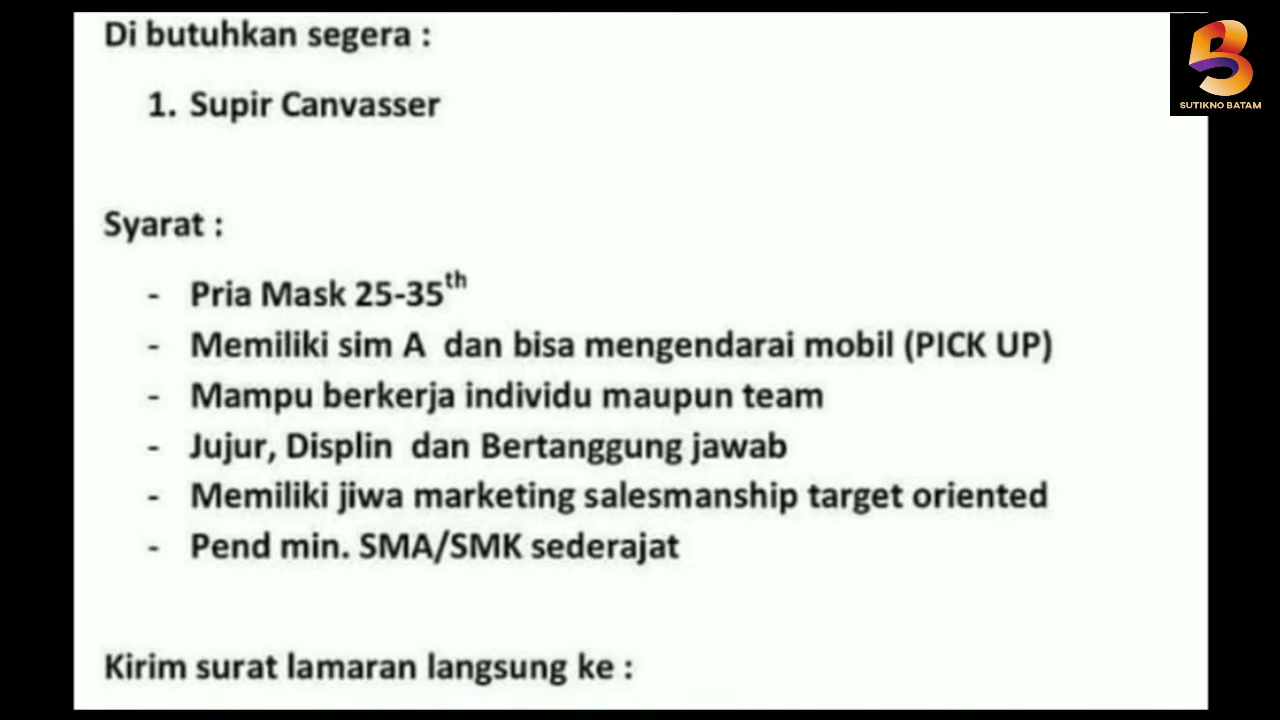 Di butuhkan segera :
1. Supir Canvasser
Syarat :
- Pria Mask 25-35th
- Memiliki sim A dan bisa mengendarai mobil (PICK UP)
- Mampu berkerja individu maupun team
- Jujur, Displin dan Bertanggung jawab
- Memiliki jiwa marketing salesmanship target oriented
- Pend min. SMA/SMK sederajat
Kirim surat lamaran langsung ke :
SUTIKNO BATAM